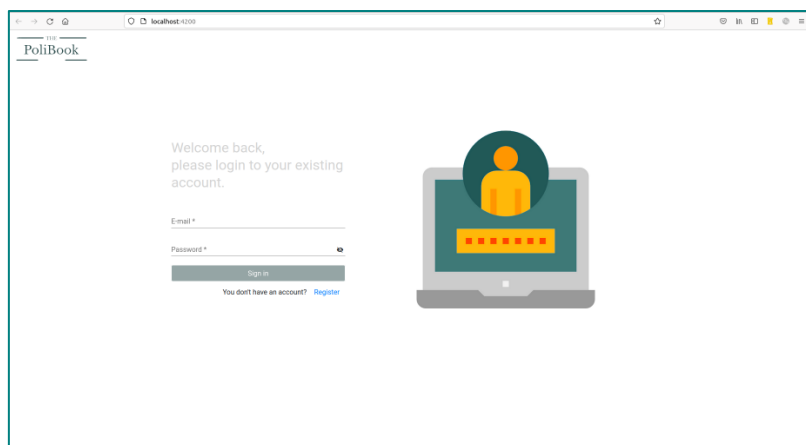 localhost:4200
THE
PoliBook
Welcome back,
please login to your existing
account.
E-mail *
Password *
Sign in
You don't have an account? Register